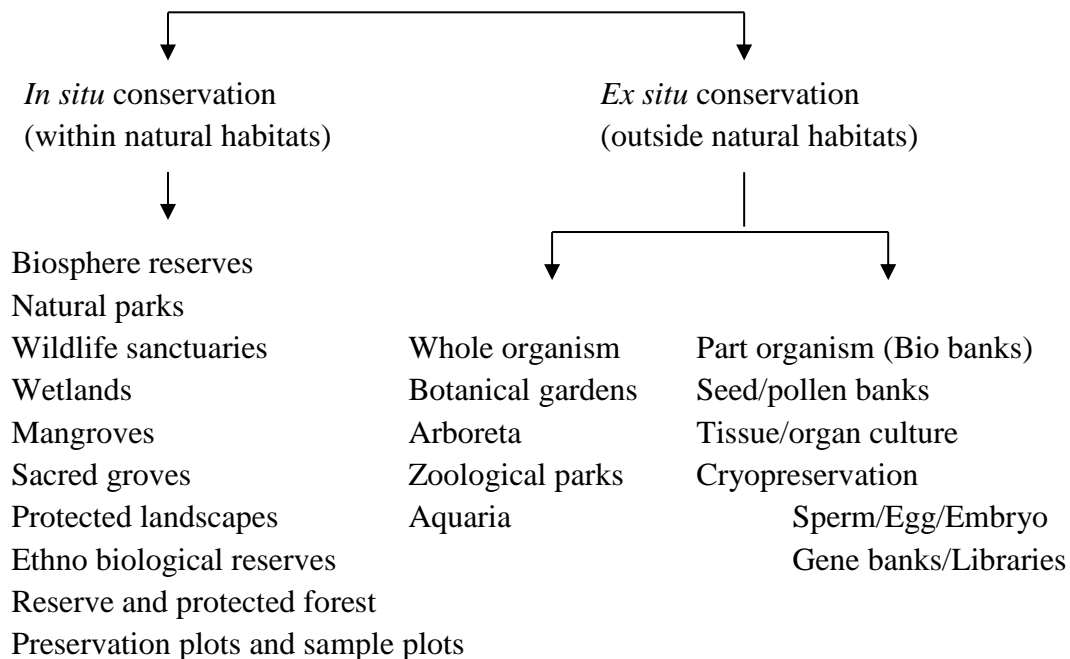 In situ conservation
(within natural habitats)
Ex situ conservation
(outside natural habitats)
Biosphere reserves
Natural parks
Wildlife sanctuaries
Wetlands
Mangroves
Sacred groves
Protected landscapes
Ethno biological reserves
Reserve and protected forest
Preservation plots and sample plots
Whole organism
Botanical gardens
Arboreta
Zoological parks
Aquaria
Part organism (Bio banks)
Seed/pollen banks
Tissue/organ culture
Cryopreservation
Sperm/Egg/Embryo
Gene banks/Libraries